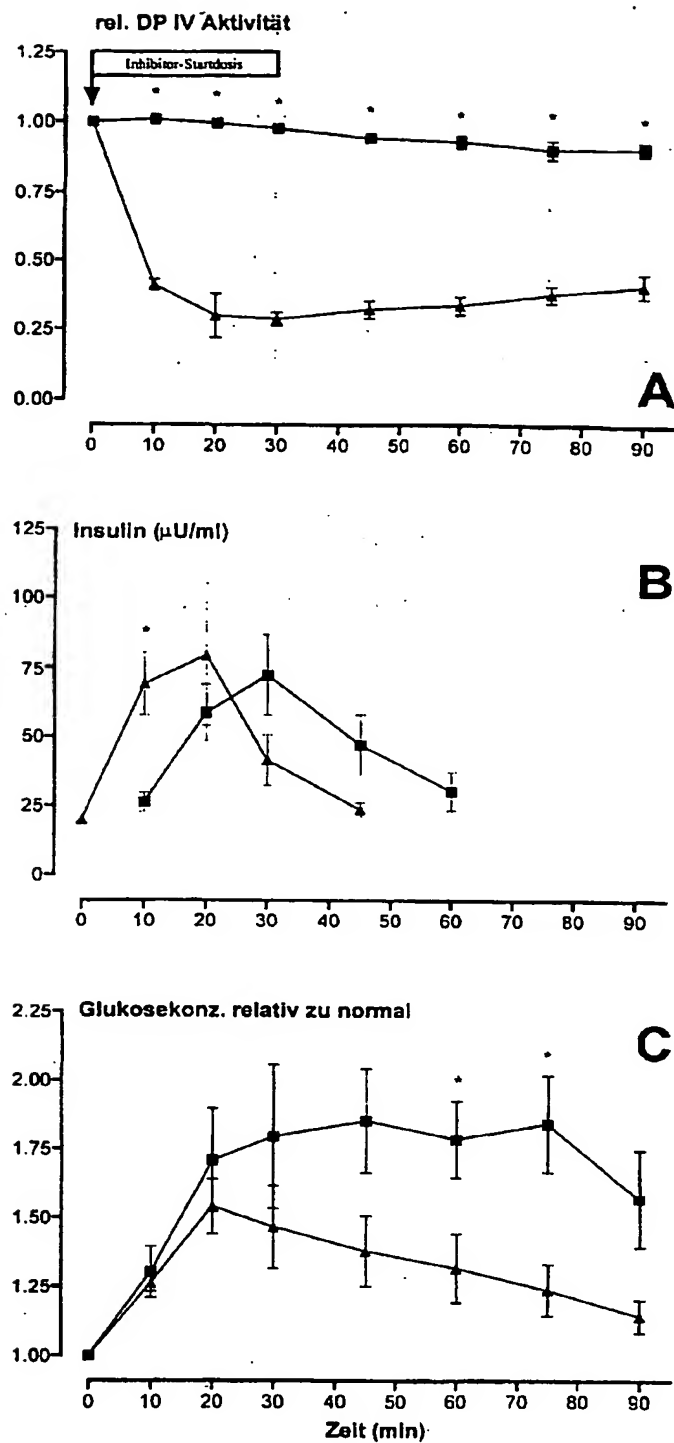 rel. DP IV Aktivität
1.25
Inhibitor-Startdosis
* * * * * * * *
1.00
0.75
0.50
0.25
0.00
A
0 10 20 30 40 50 60 70 80 90
125
Insulin (µU/ml)
B
100
*
75
50
25
0
0 10 20 30 40 50 60 70 80 90
2.25
Glukosekonz. relativ zu normal
C
* *
2.00
1.75
1.50
1.25
1.00
0 10 20 30 40 50 60 70 80 90
Zeit (min)